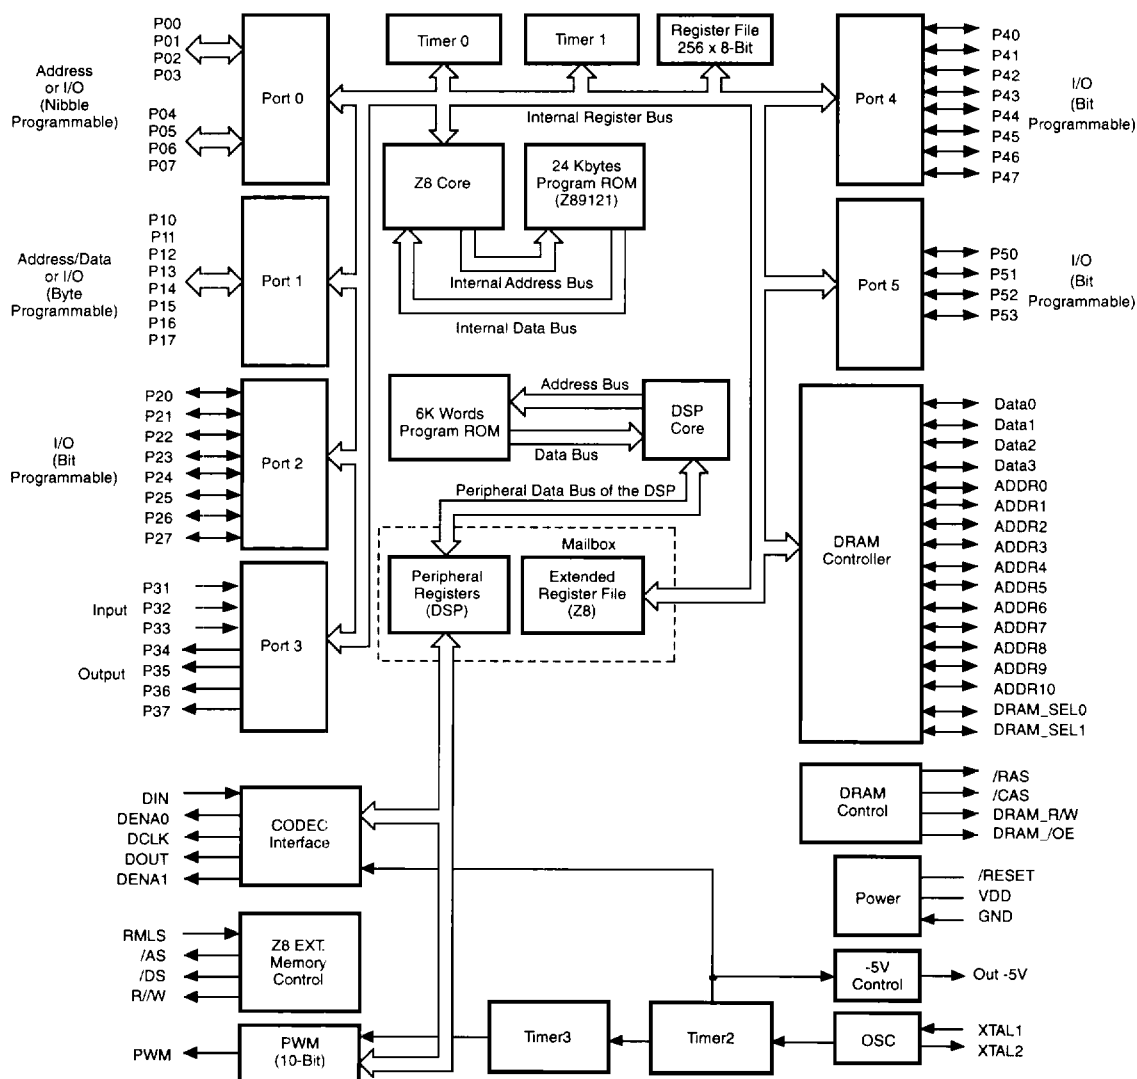 P00
P01
P02
P03
Address
or I/O
(Nibble
Programmable)
P04
P05
P06
P07
Port 0
Timer 0
Timer 1
Register File
256 x 8-Bit
Internal Register Bus
Port 4
P40
P41
P42
P43
P44
P45
P46
P47
I/O
(Bit
Programmable)
Z8 Core
24 Kbytes
Program ROM
(Z89121)
Internal Address Bus
Internal Data Bus
P10
P11
P12
P13
P14
P15
P16
P17
Address/Data
or I/O
(Byte
Programmable)
Port 1
Port 5
P50
P51
P52
P53
I/O
(Bit
Programmable)
P20
P21
P22
P23
P24
P25
P26
P27
I/O
(Bit
Programmable)
Port 2
6K Words
Program ROM
Address Bus
Data Bus
DSP
Core
Peripheral Data Bus of the DSP
Mailbox
Peripheral
Registers
(DSP)
Extended
Register File
(Z8)
DRAM
Controller
Data0
Data1
Data2
Data3
ADDR0
ADDR1
ADDR2
ADDR3
ADDR4
ADDR5
ADDR6
ADDR7
ADDR8
ADDR9
ADDR10
DRAM_SEL0
DRAM_SEL1
Input
Output
P31
P32
P33
P34
P35
P36
P37
Port 3
DIN
DENA0
DCLK
DOUT
DENA1
CODEC
Interface
DRAM
Control
/RAS
/CAS
DRAM_R/W
DRAM_/OE
Power
/RESET
VDD
GND
RMLS
/AS
/DS
R//W
Z8 EXT.
Memory
Control
-5V
Control
Out -5V
PWM
PWM
(10-Bit)
Timer3
Timer2
OSC
XTAL1
XTAL2